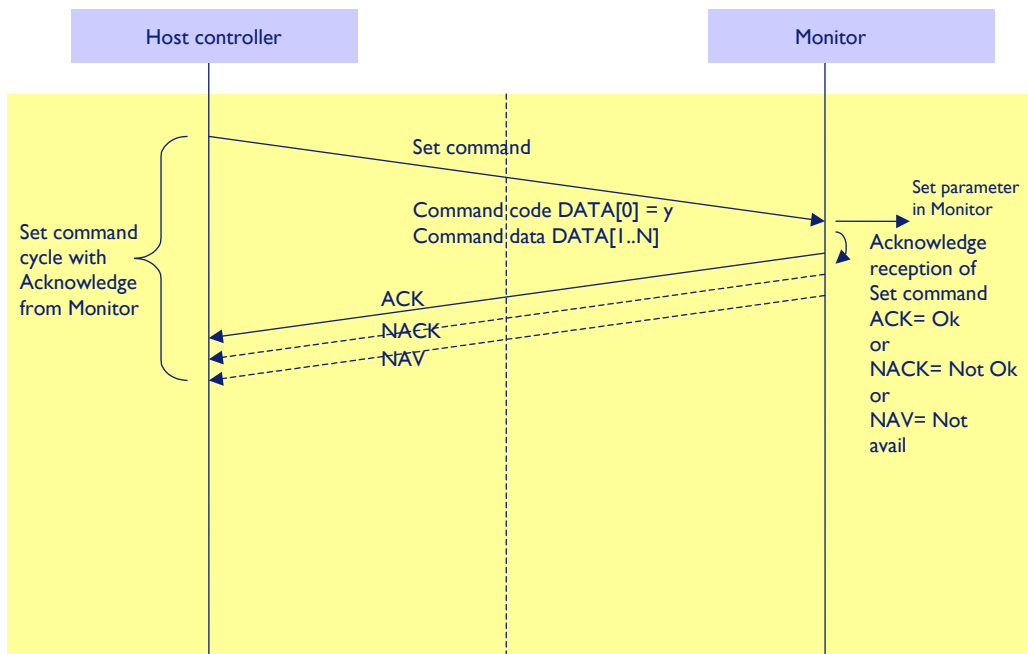 Host controller
Monitor
Set command
Command code DATA[0] = y
Command data DATA[1..N]
Set parameter
in Monitor
Set command
cycle with
Acknowledge
from Monitor
Acknowledge
reception of
Set command
ACK= Ok
or
NACK= Not Ok
or
NAV= Not
avail
ACK
NACK
NAV